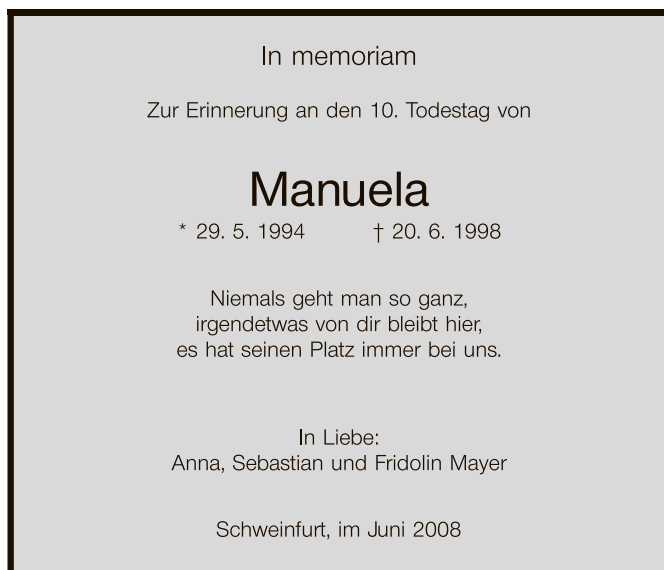 In memoriam
Zur Erinnerung an den 10. Todestag von
Manuela
* 29. 5. 1994 † 20. 6. 1998
Niemals geht man so ganz,
irgendetwas von dir bleibt hier,
es hat seinen Platz immer bei uns.
In Liebe:
Anna, Sebastian und Fridolin Mayer
Schweinfurt, im Juni 2008